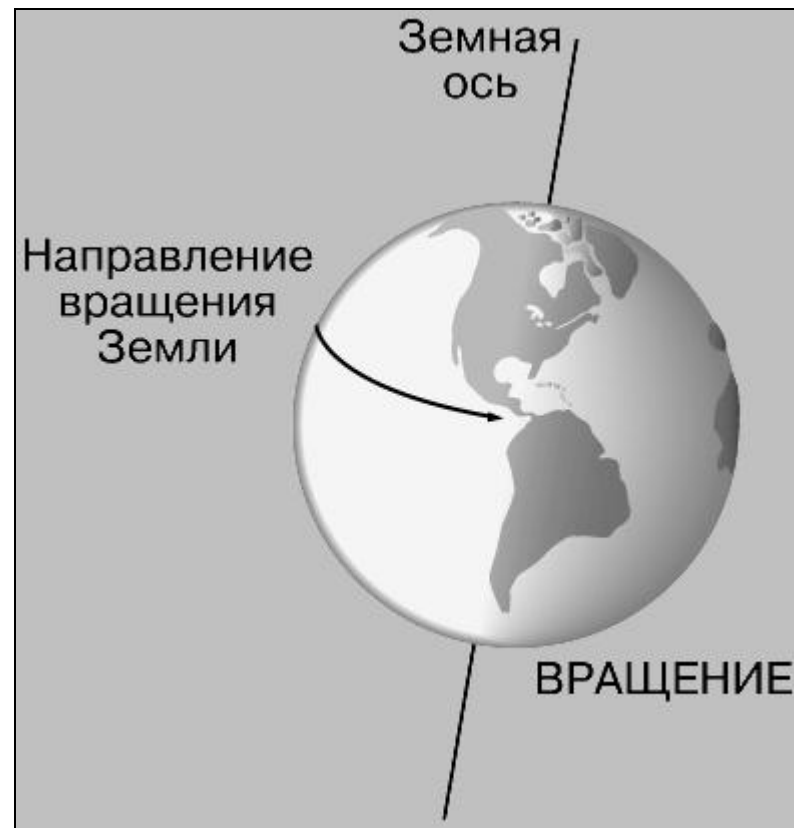 Земная
ось
Направление
вращения
Земли
ВРАЩЕНИЕ